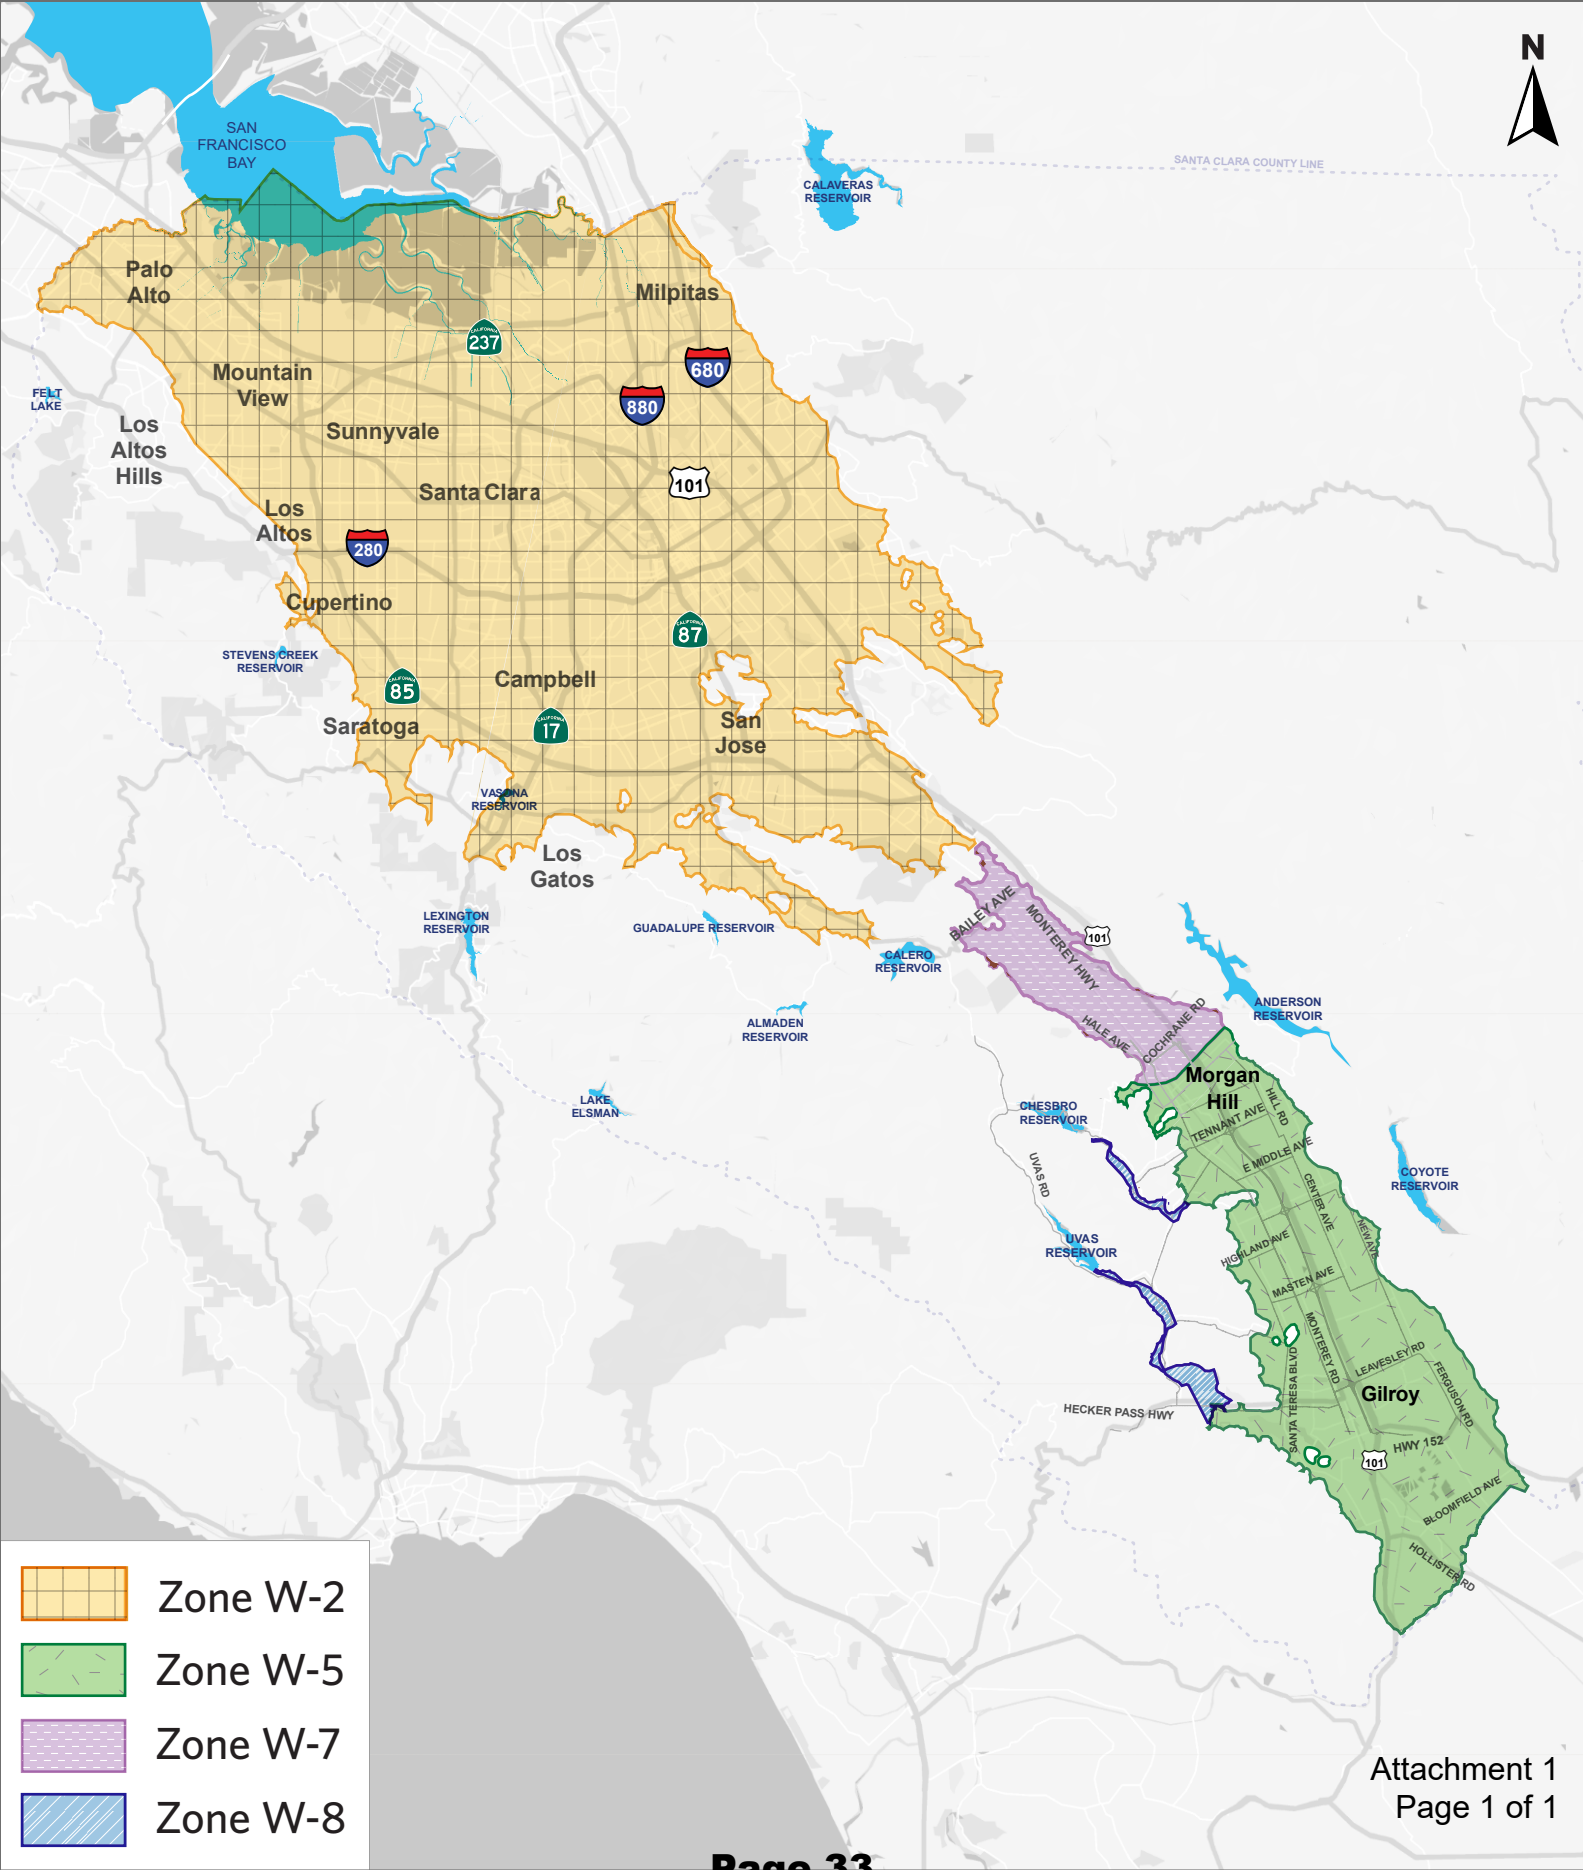 N
SAN
FRANCISCO
BAY
SANTA CLARA COUNTY LINE
CALAVERAS
RESERVOIR
Palo
Alto
Milpitas
CALIFORNIA
237
680
Mountain
View
880
FELT
LAKE
Los
Altos
Hills
Sunnyvale
Santa Clara
101
Los
Altos
280
Cupertino
CALIFORNIA
87
STEVENS CREEK
RESERVOIR
CALIFORNIA
85
Campbell
Saratoga
CALIFORNIA
17
San
Jose
VASONA
RESERVOIR
Los
Gatos
LEXINGTON
RESERVOIR
GUADALUPE RESERVOIR
BAILEY AVE
MONTEREY HWY
101
CALERO
RESERVOIR
ANDERSON
RESERVOIR
ALMADEN
RESERVOIR
HALE AVE
COCHRANE RD
Morgan
Hill
LAKE
ELSMAN
CHESBRO
RESERVOIR
HILL RD
TENNANT AVE
E MIDDLE AVE
UVAS RD
COYOTE
RESERVOIR
CENTER AVE
NEW AVE
UVAS
RESERVOIR
HIGHLAND AVE
MASTEN AVE
MONTEREY RD
LEAVESLEY RD
FERGUSON RD
SANTA TERESA BLVD
Gilroy
HECKER PASS HWY
HWY 152
101
BLOOMFIELD AVE
HOLLISTER RD
Zone W-2
Zone W-5
Zone W-7
Zone W-8
Attachment 1
Page 1 of 1
Page 33